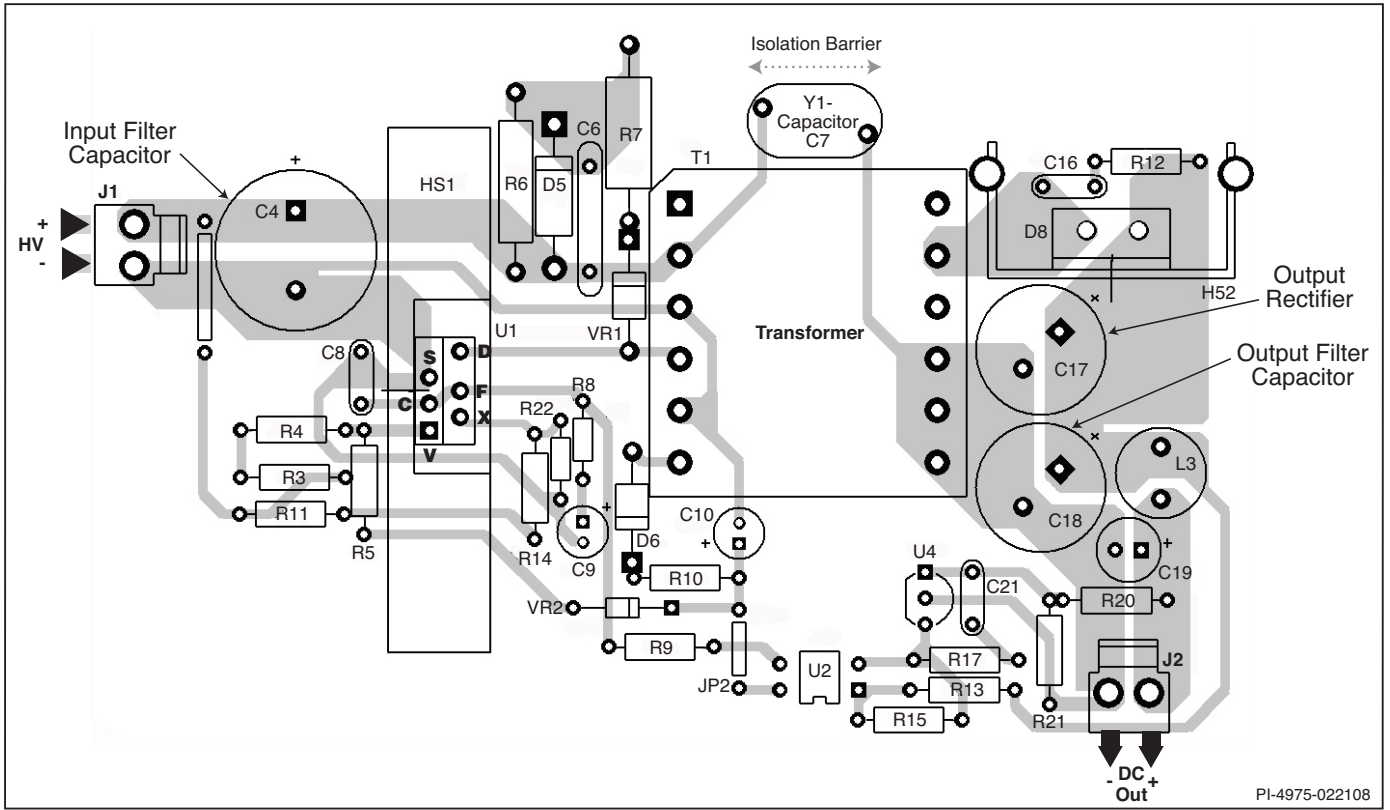 Isolation Barrier
Y1-
Capacitor
C7
Input Filter
Capacitor
+
J1
+
HV
-
C4
HS1
R6
D5
C6
R7
T1
C16
R12
D8
H52
Output
Rectifier
U1
VR1
Transformer
C17
Output Filter
Capacitor
C8
S
D
C
F
X
V
R4
R3
R11
R5
R22
R8
R14
+
C9
D6
C10
+
×
×
C18
L3
+
C19
VR2
R10
U4
C21
R20
R9
JP2
U2
R17
R13
R15
R21
J2
- DC +
Out
PI-4975-022108